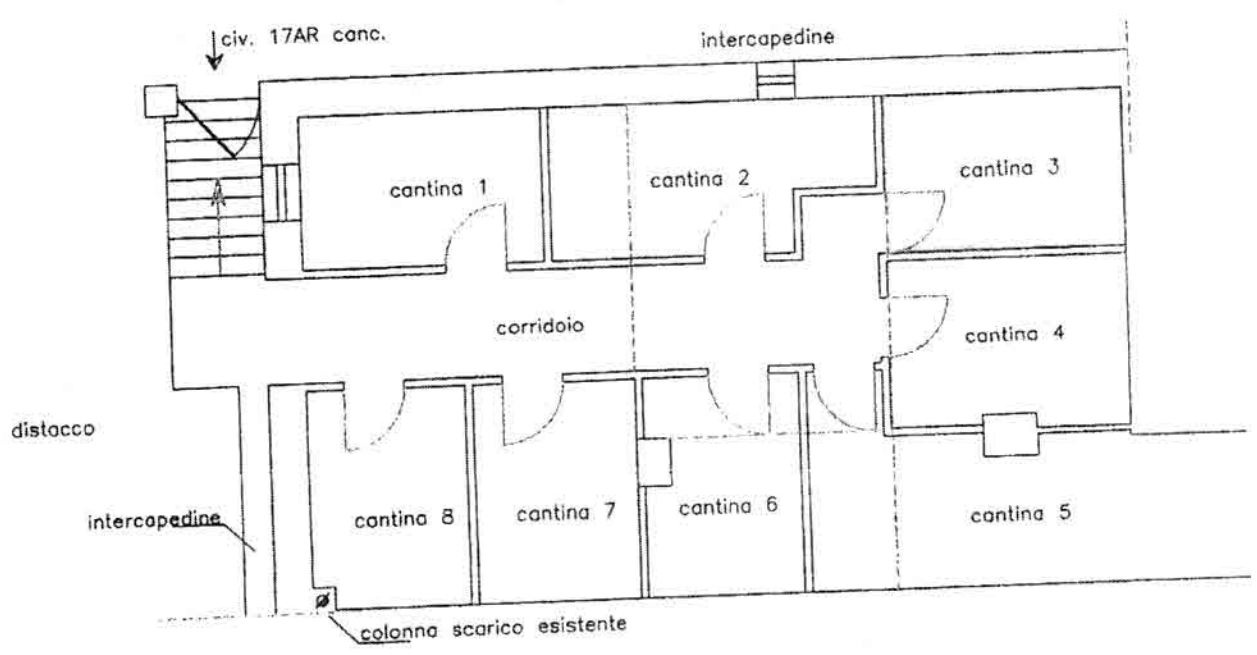 civ. 17AR canc.
intercapedine
cantina 1
cantina 2
cantina 3
corridoio
cantina 4
distacco
intercapedine
cantina 8
cantina 7
cantina 6
cantina 5
colonna scarico esistente